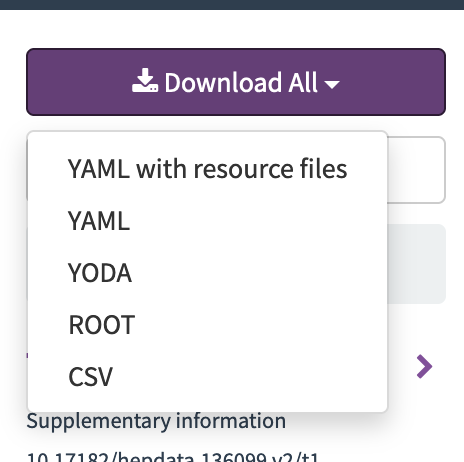 Download All
YAML with resource files
YAML
YODA
ROOT
CSV
Supplementary information
10.17182/hepdata.136099.v2/t1